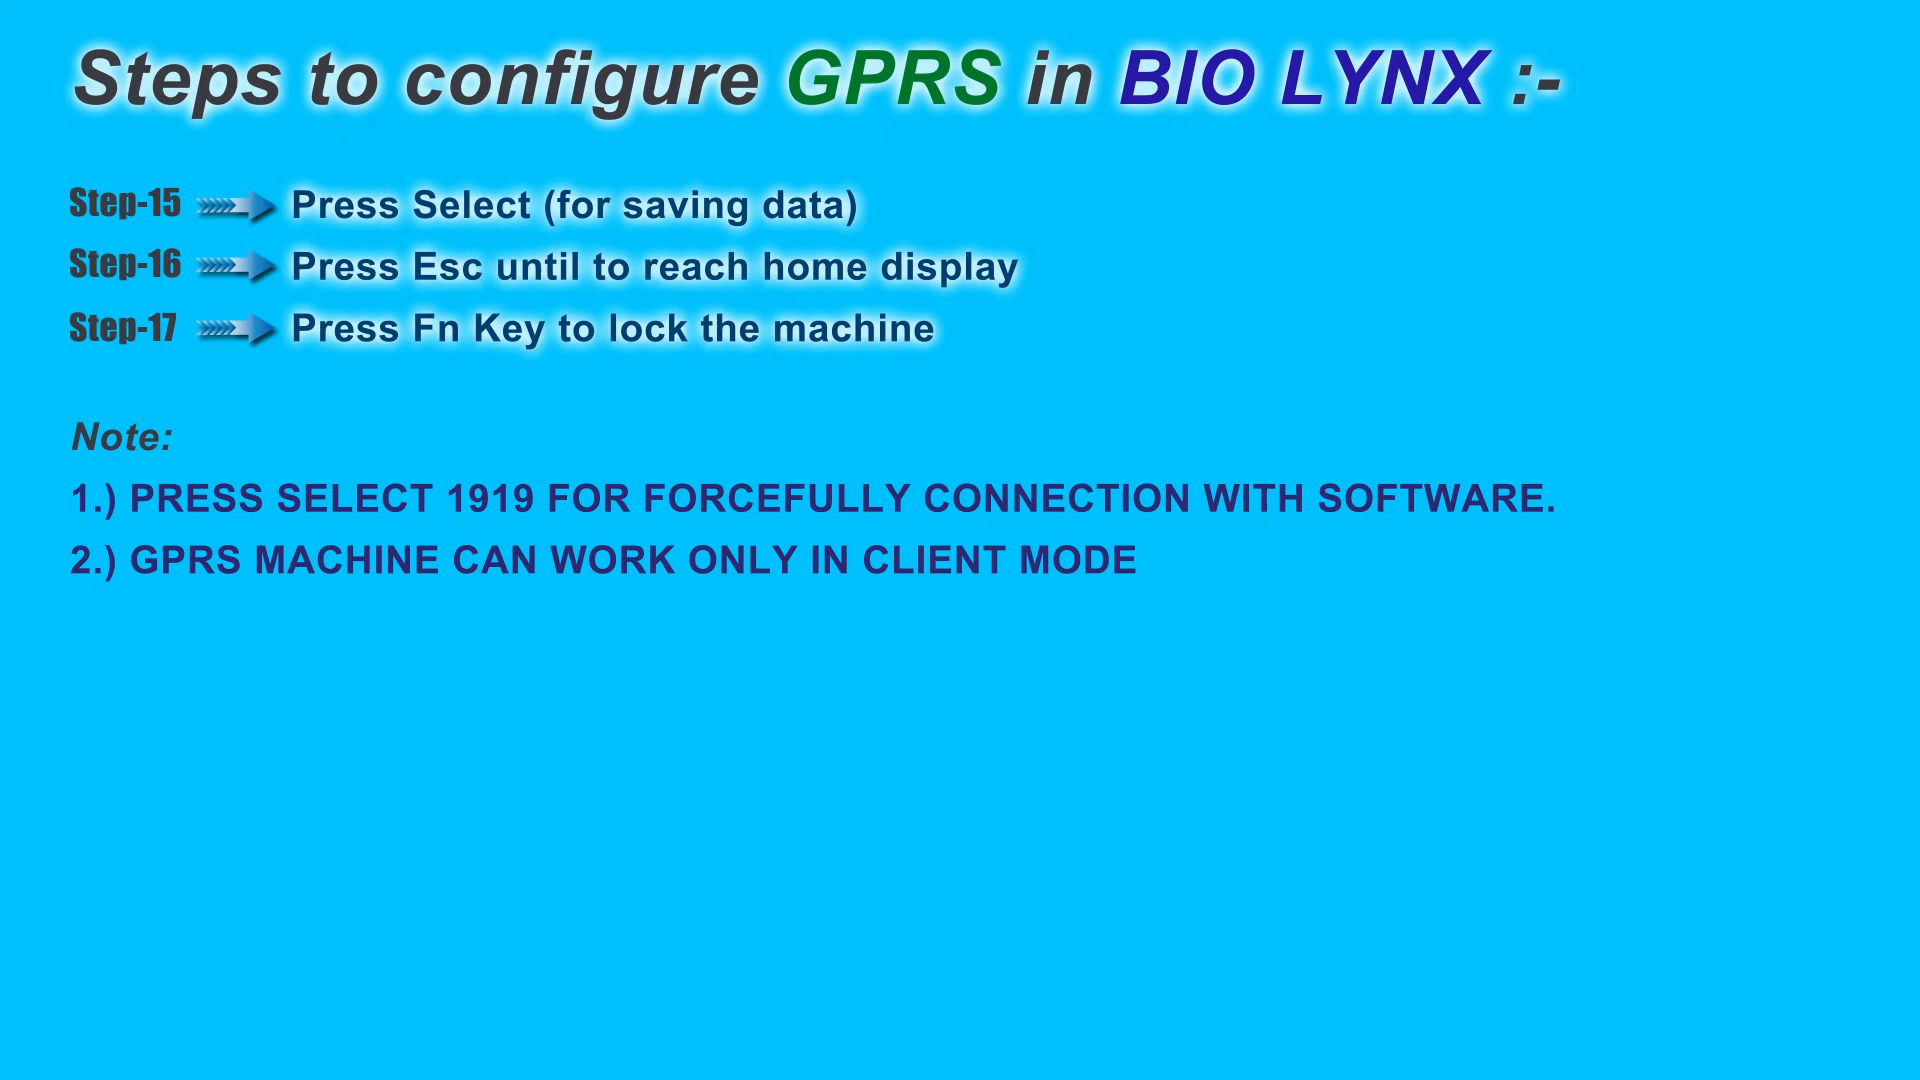 Steps to configure GPRS in BIO LYNX :-
Step-15 Press Select (for saving data)
Step-16 Press Esc until to reach home display
Step-17 Press Fn Key to lock the machine
Note:
1.) PRESS SELECT 1919 FOR FORCEFULLY CONNECTION WITH SOFTWARE.
2.) GPRS MACHINE CAN WORK ONLY IN CLIENT MODE